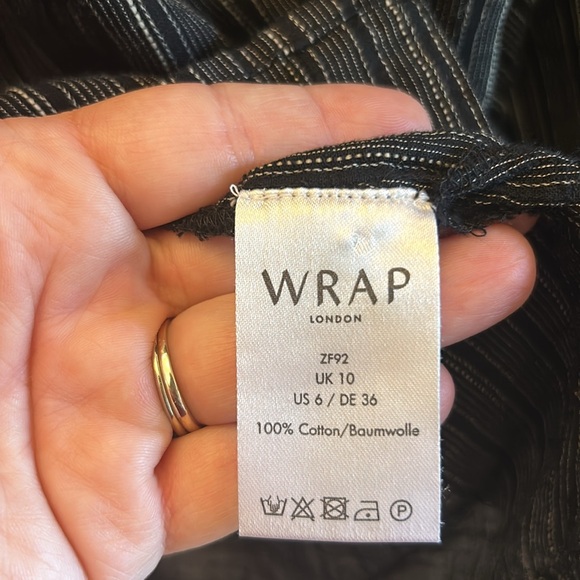 WRAP
LONDON
ZF92
UK 10
US 6 / DE 36
100% Cotton/Baumwolle
P